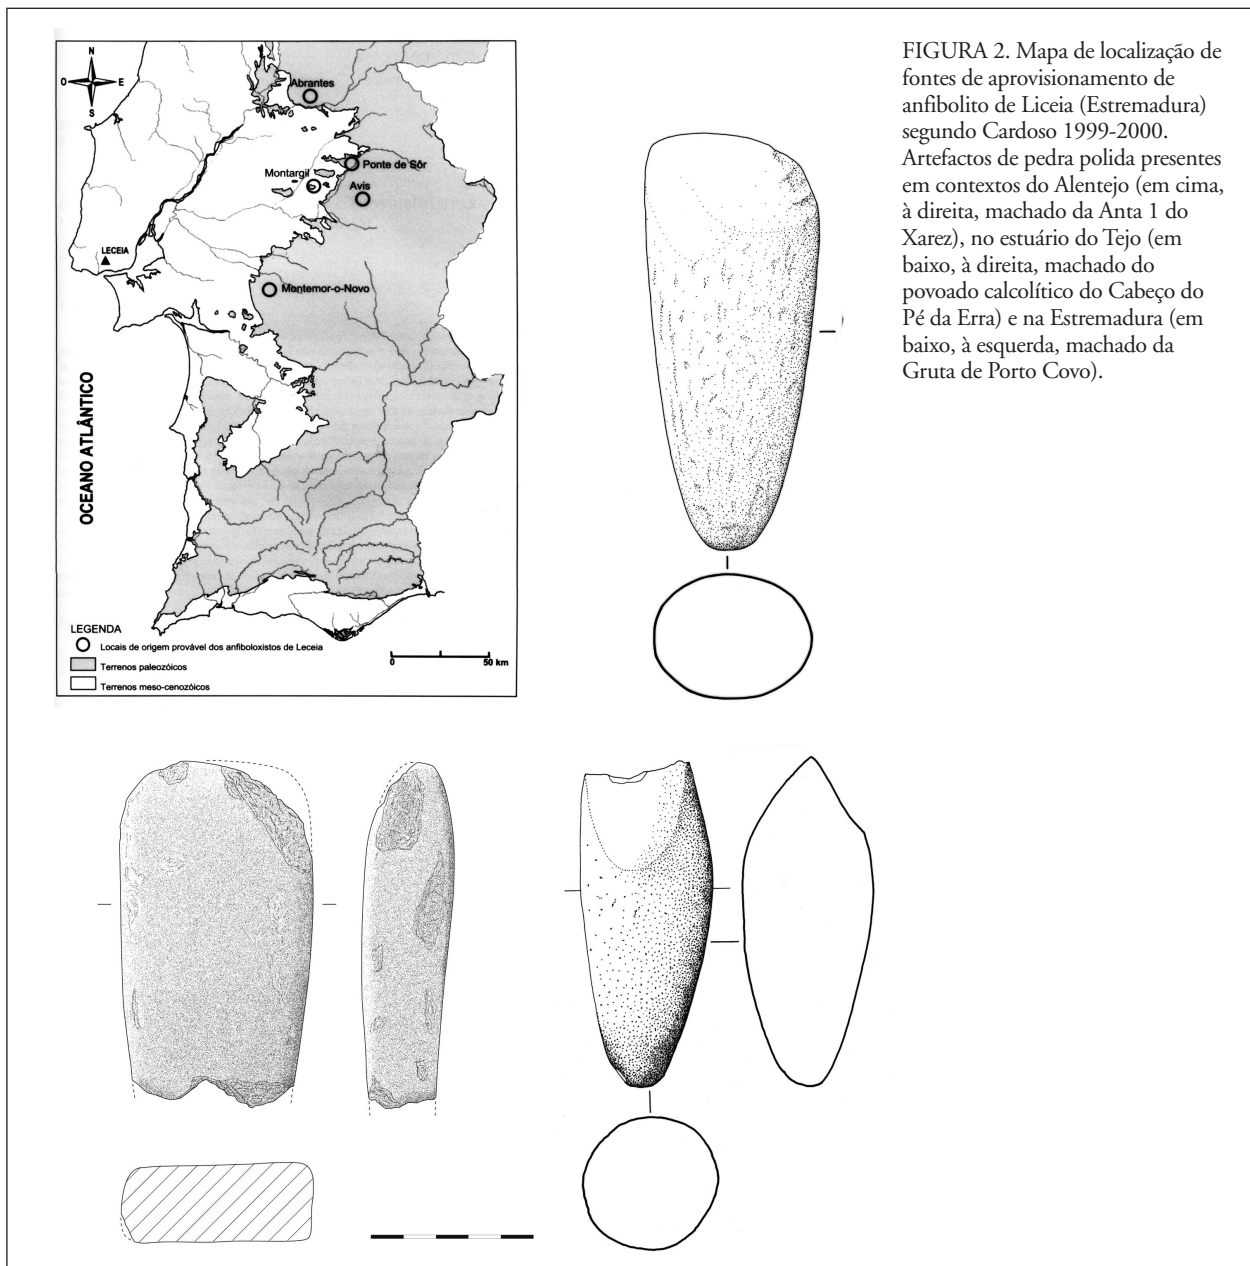 N
O
E
S
Abrantes
Ponte de Sôr
Montargil
Avis
LECEIA
Montemor-o-Novo
OCEANO ATLÂNTICO
LEGENDA
Locais de origem provável dos anfiboloxistos de Leceia
Terrenos paleozóicos
Terrenos meso-cenozóicos
0
50 km
FIGURA 2. Mapa de localização de
fontes de aprovisionamento de
anfibolito de Liceia (Estremadura)
segundo Cardoso 1999-2000.
Artefactos de pedra polida presentes
em contextos do Alentejo (em cima,
à direita, machado da Anta 1 do
Xarez), no estuário do Tejo (em
baixo, à direita, machado do
povoado calcolítico do Cabeço do
Pé da Erra) e na Estremadura (em
baixo, à esquerda, machado da
Gruta de Porto Covo).